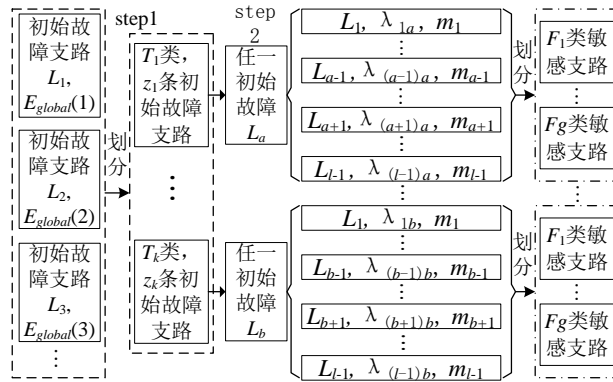 初始故
障支路
L1,
Eglobal(1)
初始故
障支路
L2,
Eglobal(2)
初始故
障支路
L3,
Eglobal(3)
⋮
划分
step1
T1类，
z1条初
始故障
支路
⋮
Tk类，
zk条初
始故障
支路
step
2
任一
初始
故障
La
任一
初始
故障
Lb
L1, λ1a, m1
⋮
La-1, λ(a-1)a, ma-1
⋮
La+1, λ(a+1)a, ma+1
⋮
Ll-1, λ(l-1)a, ml-1
⋮
L1, λ1b, m1
⋮
Lb-1, λ(b-1)b, mb-1
⋮
Lb+1, λ(b+1)b, mb+1
⋮
Ll-1, λ(l-1)b, ml-1
划分
划分
F1类敏
感支路
⋮
Fg类敏
感支路
⋮
F1类敏
感支路
⋮
Fg类敏
感支路